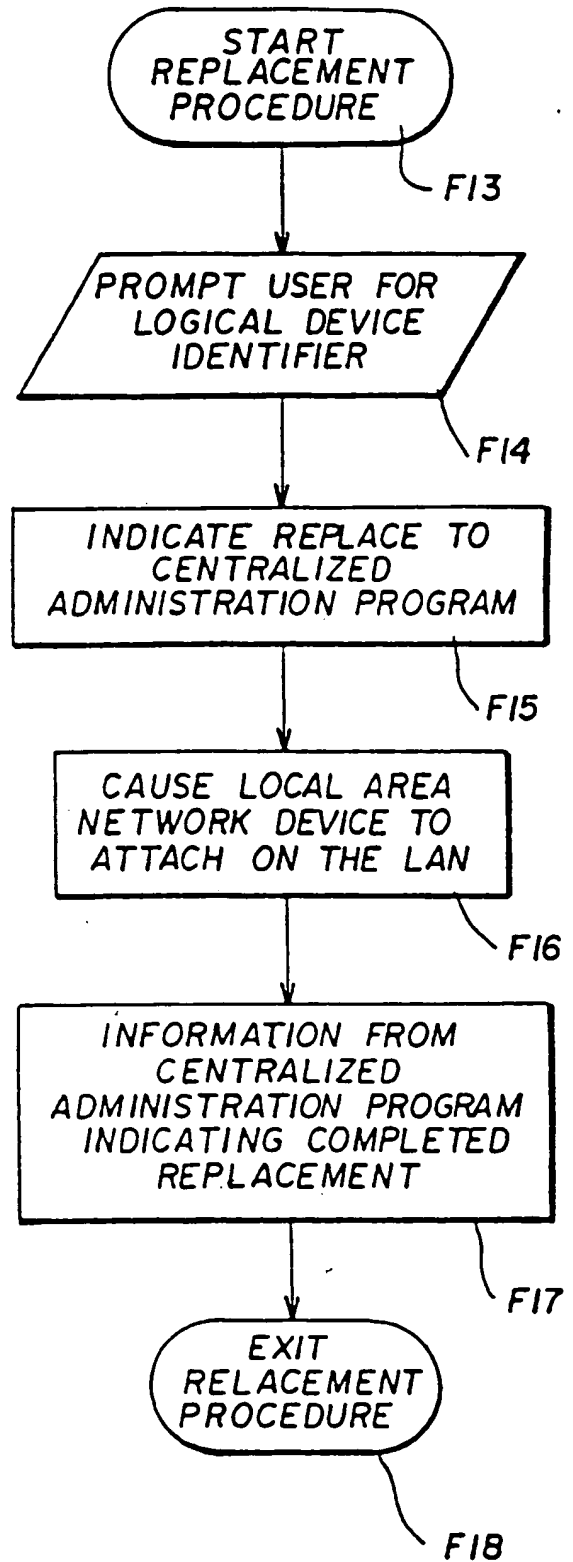 START
REPLACEMENT
PROCEDURE
F13
PROMPT USER FOR
LOGICAL DEVICE
IDENTIFIER
F14
INDICATE REPLACE TO
CENTRALIZED
ADMINISTRATION PROGRAM
F15
CAUSE LOCAL AREA
NETWORK DEVICE TO
ATTACH ON THE LAN
F16
INFORMATION FROM
CENTRALIZED
ADMINISTRATION PROGRAM
INDICATING COMPLETED
REPLACEMENT
F17
EXIT
RELACEMENT
PROCEDURE
F18